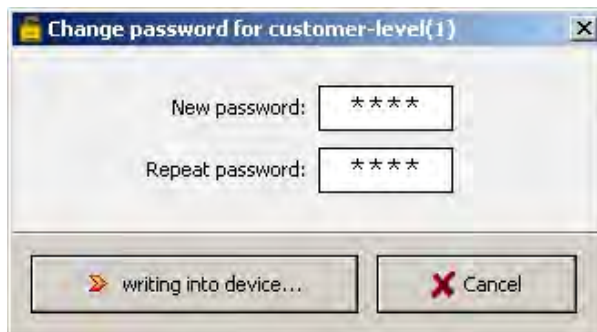 Change password for customer-level(1)
New password: ****
Repeat password: ****
writing into device... Cancel